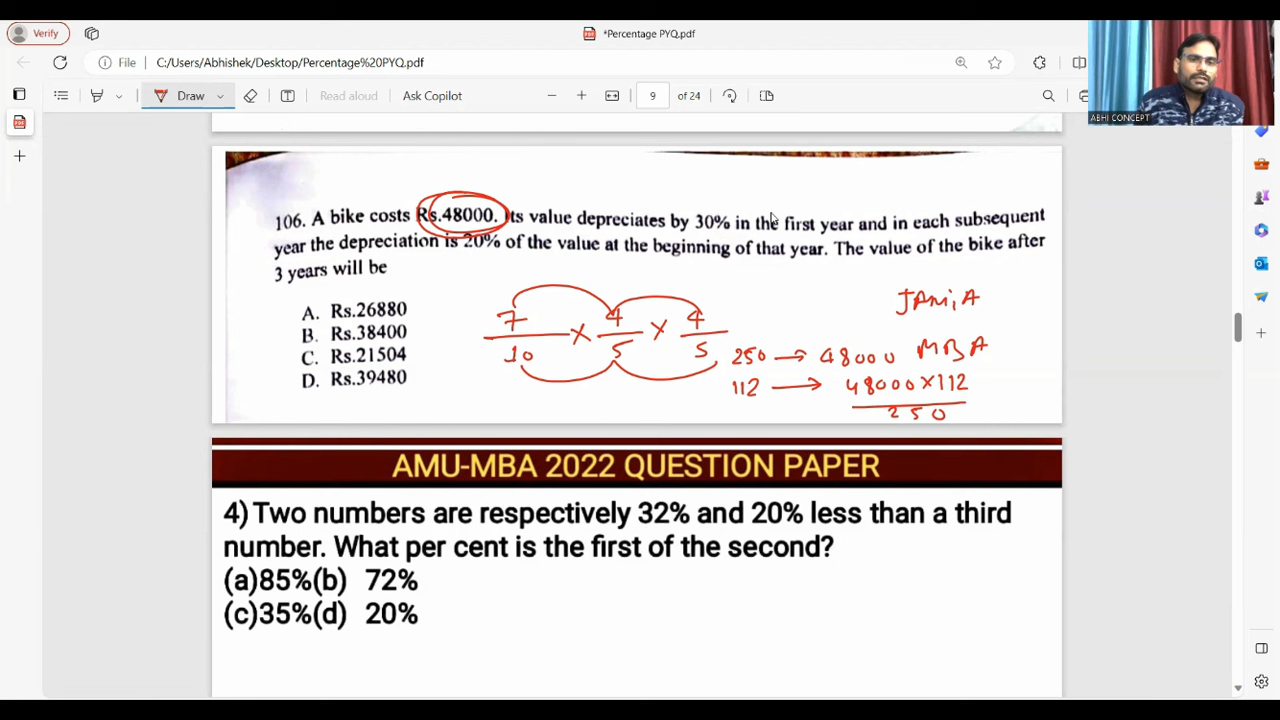 Verify
*Percentage PYQ.pdf
File C:/Users/Abhishek/Desktop/Percentage%20PYQ.pdf
Draw
Read aloud
Ask Copilot
9 of 24
ABHI CONCEPT
106. A bike costs Rs.48000. Its value depreciates by 30% in the first year and in each subsequent
year the depreciation is 20% of the value at the beginning of that year. The value of the bike after
3 years will be
A. Rs.26880
B. Rs.38400
C. Rs.21504
D. Rs.39480
7/10 × 4/5 × 4/5
JAMIA
MBA
250 → 48000
112 → 48000×112
250
AMU-MBA 2022 QUESTION PAPER
4) Two numbers are respectively 32% and 20% less than a third
number. What per cent is the first of the second?
(a)85%(b) 72%
(c)35%(d) 20%